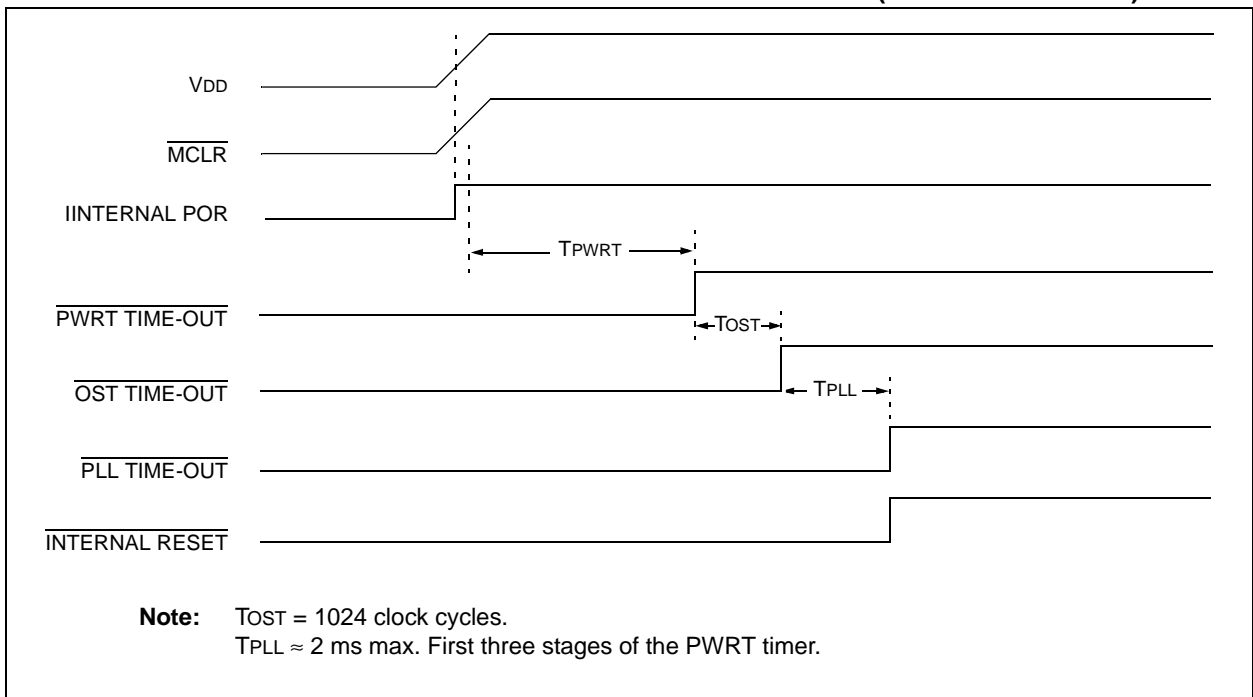 VDD
MCLR
IINTERNAL POR
TPWRT
PWRT TIME-OUT
TOST
OST TIME-OUT
TPLL
PLL TIME-OUT
INTERNAL RESET
Note: TOST = 1024 clock cycles.
TPLL ≈ 2 ms max. First three stages of the PWRT timer.